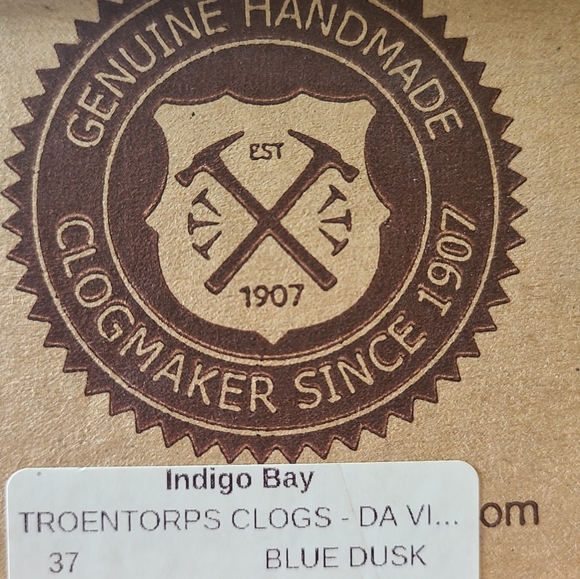 GENUINE HANDMADE
EST
1907
CLOGMAKER SINCE 1907
Indigo Bay
TROENTORPS CLOGS - DA VI...
om
37 BLUE DUSK